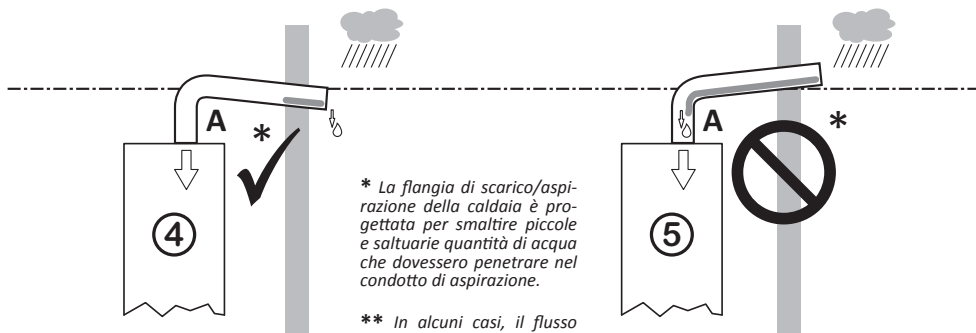 A
*
4
* La flangia di scarico/aspi-
razione della caldaia è pro-
gettata per smaltire piccole
e saltuarie quantità di acqua
che dovessero penetrare nel
condotto di aspirazione.
** In alcuni casi, il flusso
A
*
5